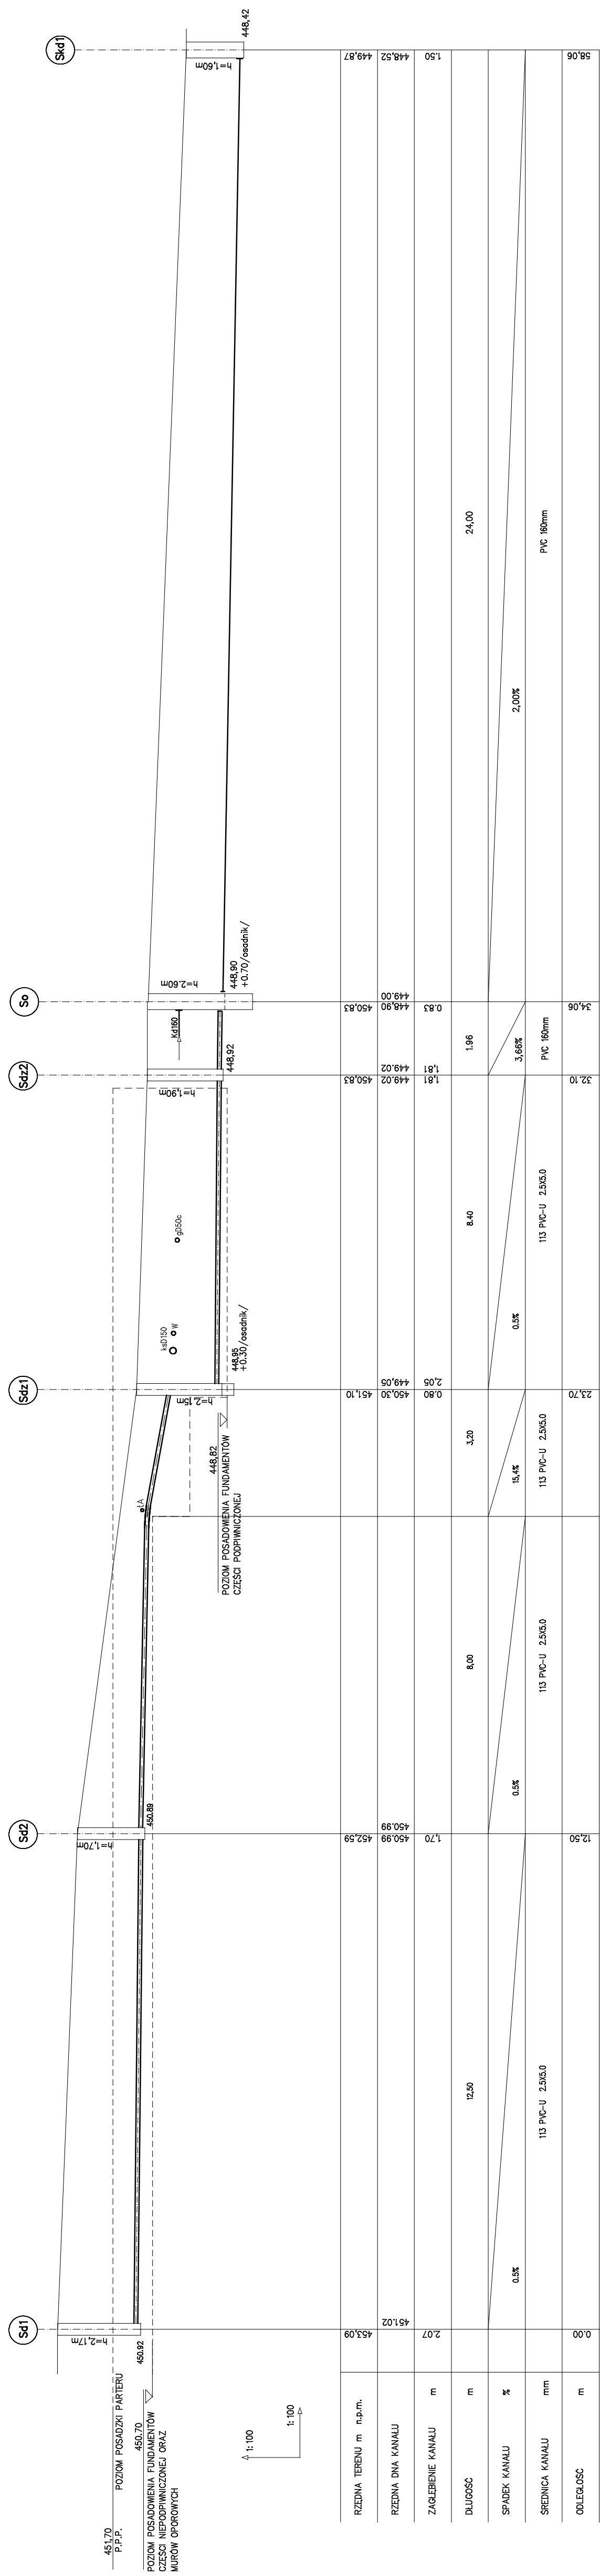 Sd1
Sd2
Sdz1
Sdz2
So
Skd1
451,70
P.P.P. POZIOM POSADZKI PARTERU
450.70
POZIOM POSADOWIENIA FUNDAMENTÓW
CZĘŚCI NIEPODPIWNICZONEJ ORAZ
MURÓW OPOROWYCH
h=2,17m
450.92
h=1,70m
450.89
tA
h=2,15m
448.95
+0.30/osadnik/
448,82
POZIOM POSADOWIENIA FUNDAMENTÓW
CZĘŚCI PODPIWNICZONEJ
ksD150
W
gD50c
h=1,90m
448,92
Kd160
h=2.60m
448,90
+0.70/osadnik/
h=1,60m
448,42
1:100
1:100
RZĘDNA TERENU m n.p.m. 453,09 452,59 451,10 450,83 450,83 449,87
RZĘDNA DNA KANAŁU 451.02 450.99 450.99 450,30 449,05 449.02 449.02 448,90 449.00 448,52
ZAGŁĘBIENIE KANAŁU m 2.07 1,70 0.80 2,05 1,81 1,81 0.83 1.50
DŁUGOŚĆ m 12,50 8,00 3,20 8.40 1.96 24,00
SPADEK KANAŁU % 0.5% 0.5% 15,4% 0.5% 3,66% 2,00%
ŚREDNICA KANAŁU mm 113 PVC-U 2.5X5.0 113 PVC-U 2.5X5.0 113 PVC-U 2.5X5.0 113 PVC-U 2.5X5.0 PVC 160mm PVC 160mm
ODLEGŁOŚĆ m 0.00 12,50 23,70 32.10 34,06 58,06